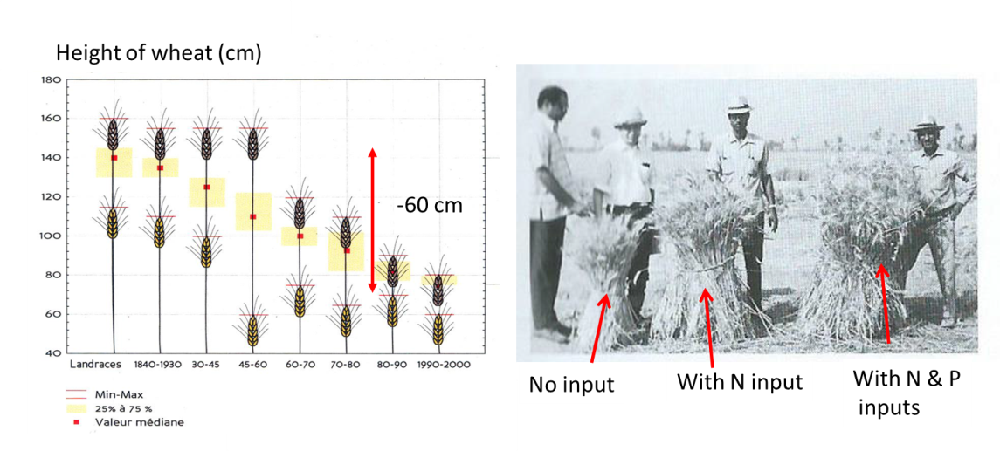 Height of wheat (cm)
180
160
140
120
100
80
60
40
Landraces 1840-1930 30-45 45-60 60-70 70-80 80-90 1990-2000
-60 cm
Min-Max
25% à 75 %
Valeur médiane
No input
With N input
With N & P
inputs